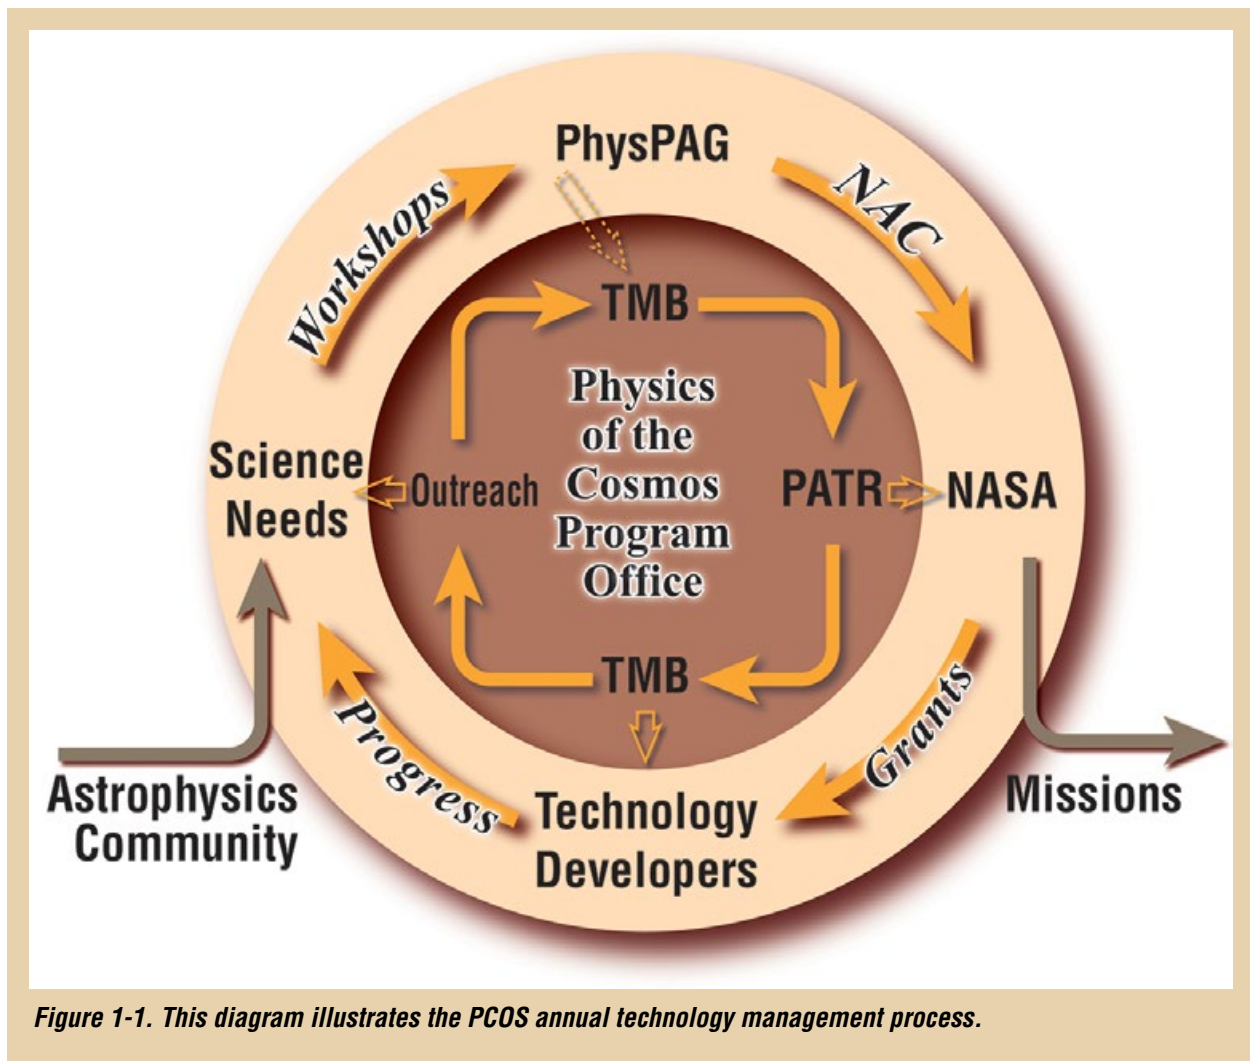 PhysPAG
Workshops
NAC
TMB
Physics
of the
Cosmos
Program
Office
Science
Needs
Outreach
PATR
NASA
TMB
Progress
Grants
Astrophysics
Community
Technology
Developers
Missions
Figure 1-1. This diagram illustrates the PCOS annual technology management process.